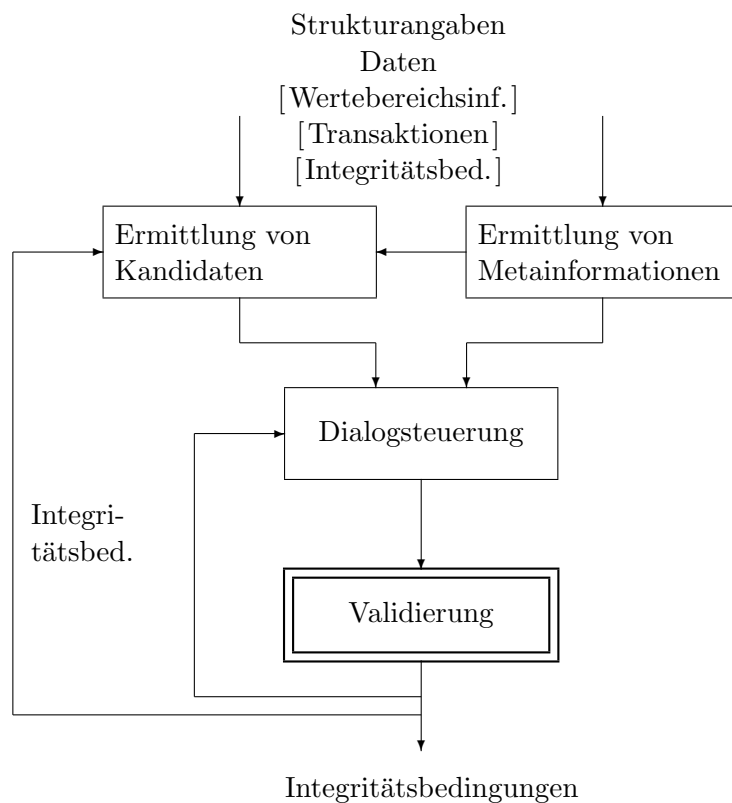 Strukturangaben
Daten
[Wertebereichsinf.]
[Transaktionen]
[Integritätsbed.]
Ermittlung von
Kandidaten
Ermittlung von
Metainformationen
Dialogsteuerung
Integri-
tätsbed.
Validierung
Integritätsbedingungen